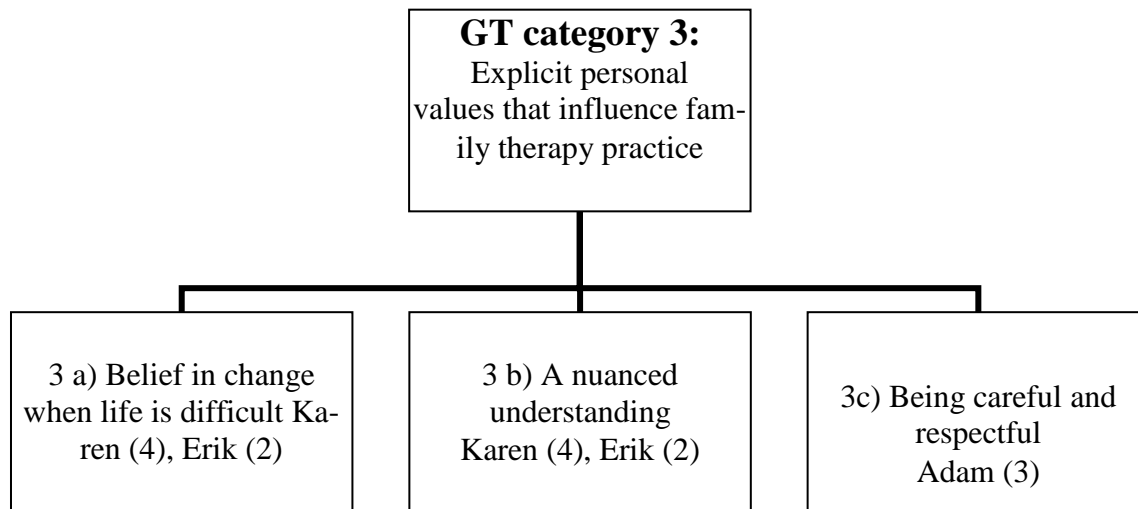 GT category 3:
Explicit personal
values that influence fam-
ily therapy practice
3 a) Belief in change
when life is difficult Ka-
ren (4), Erik (2)
3 b) A nuanced
understanding
Karen (4), Erik (2)
3c) Being careful and
respectful
Adam (3)